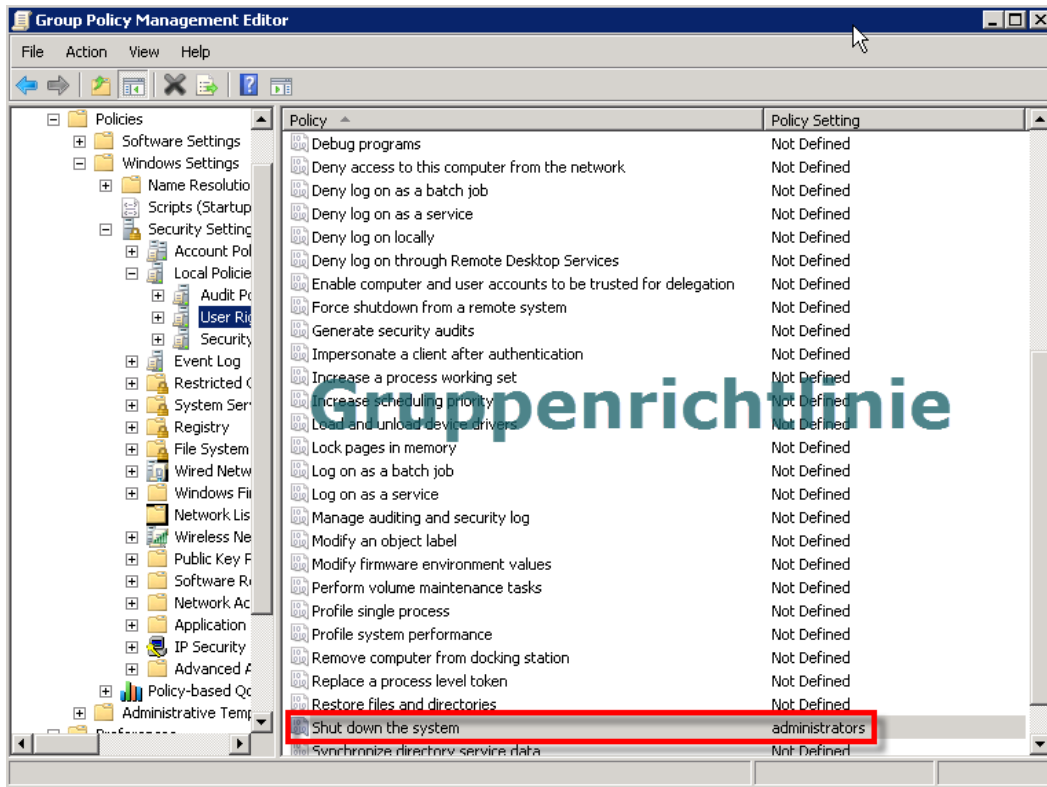 Group Policy Management Editor
File Action View Help
Policies
Software Settings
Windows Settings
Name Resolutio
Scripts (Startup
Security Setting
Account Pol
Local Policie
Audit Po
User Rig
Security
Event Log
Restricted
System Ser
Registry
File System
Wired Netw
Windows Fi
Network Lis
Wireless Ne
Public Key P
Software Re
Network Ac
Application
IP Security
Advanced A
Policy-based Qo
Administrative Temp
Preferences
Policy Policy Setting
Debug programs Not Defined
Deny access to this computer from the network Not Defined
Deny log on as a batch job Not Defined
Deny log on as a service Not Defined
Deny log on locally Not Defined
Deny log on through Remote Desktop Services Not Defined
Enable computer and user accounts to be trusted for delegation Not Defined
Force shutdown from a remote system Not Defined
Generate security audits Not Defined
Impersonate a client after authentication Not Defined
Increase a process working set Not Defined
Increase scheduling priority Not Defined
Gruppenrichtlinie
Load and unload device drivers Not Defined
Lock pages in memory Not Defined
Log on as a batch job Not Defined
Log on as a service Not Defined
Manage auditing and security log Not Defined
Modify an object label Not Defined
Modify firmware environment values Not Defined
Perform volume maintenance tasks Not Defined
Profile single process Not Defined
Profile system performance Not Defined
Remove computer from docking station Not Defined
Replace a process level token Not Defined
Restore files and directories Not Defined
Shut down the system administrators
Synchronize directory service data Not Defined